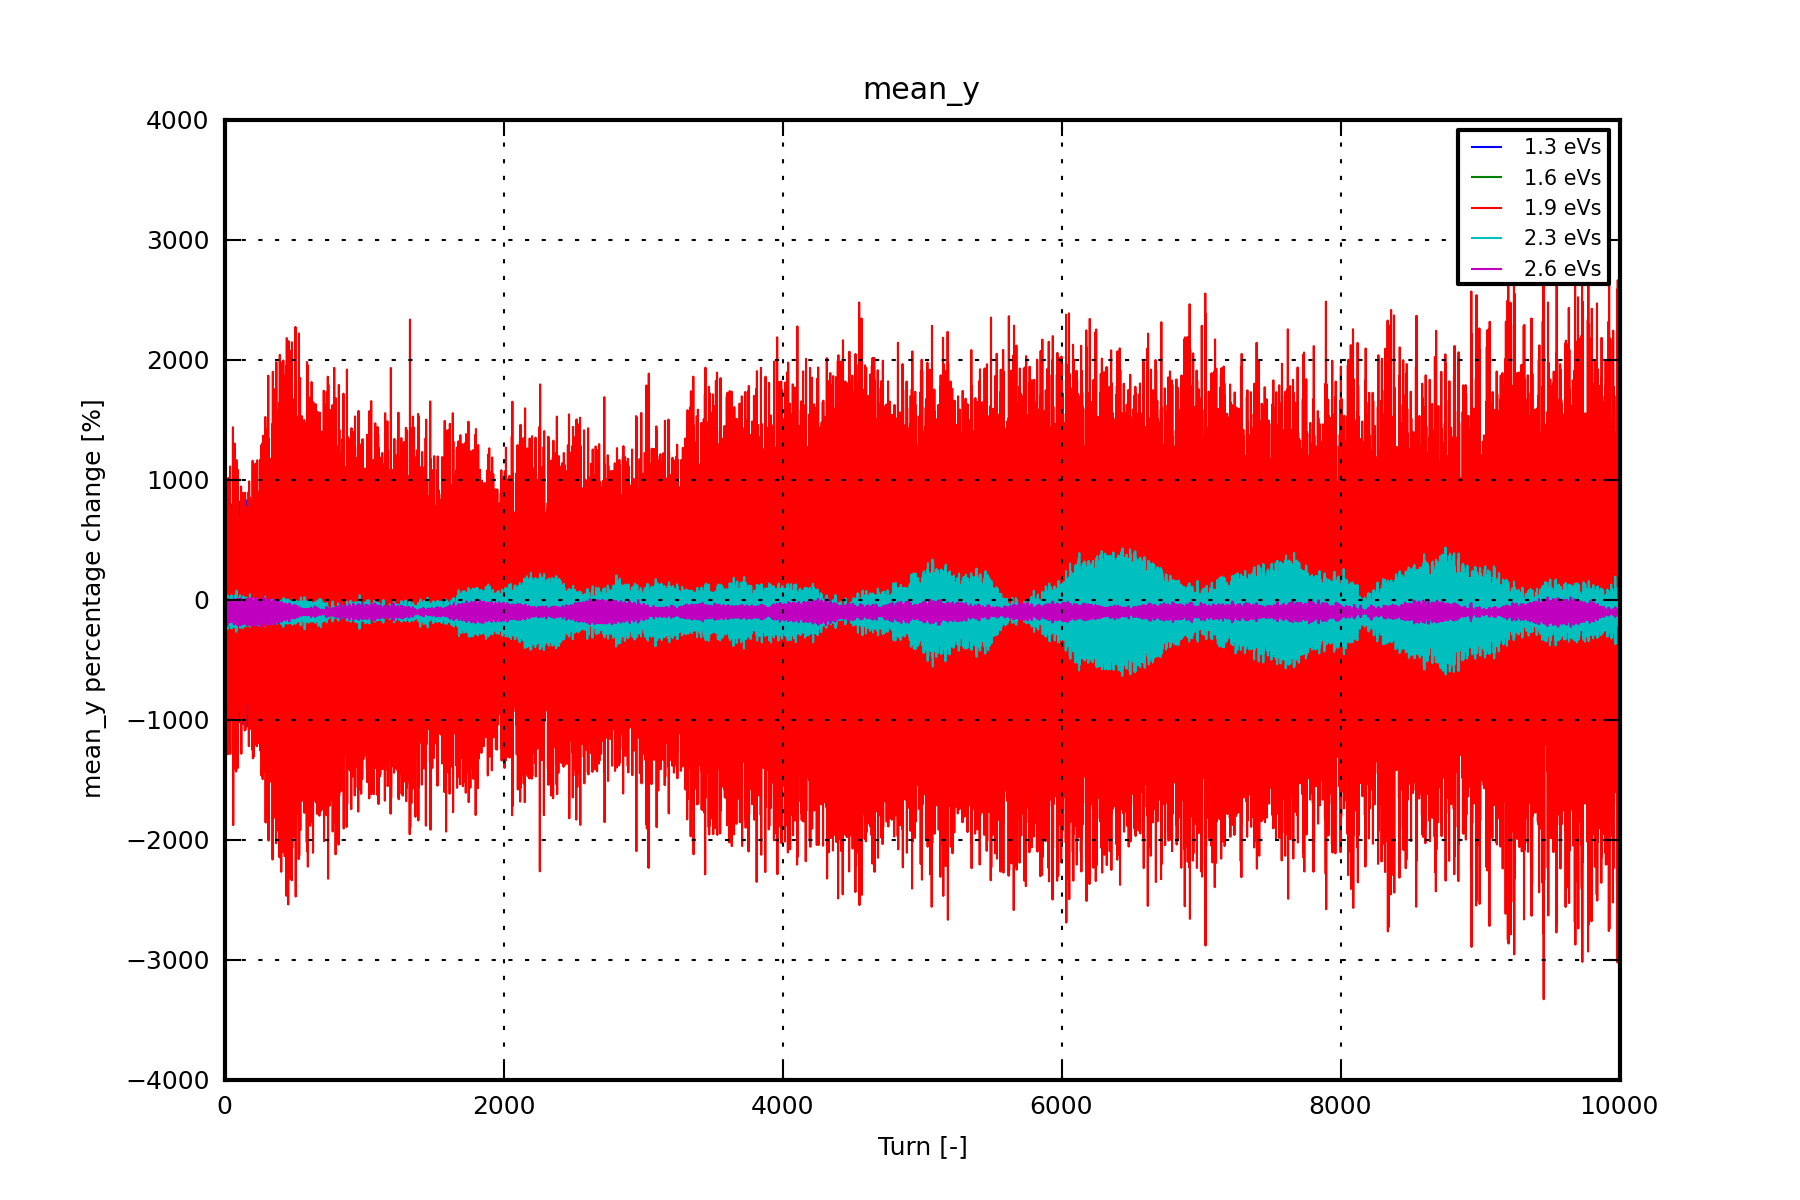 mean_y
4000
3000
2000
1000
0
−1000
−2000
−3000
−4000
mean_y percentage change [%]
1.3 eVs
1.6 eVs
1.9 eVs
2.3 eVs
2.6 eVs
0 2000 4000 6000 8000 10000
Turn [-]